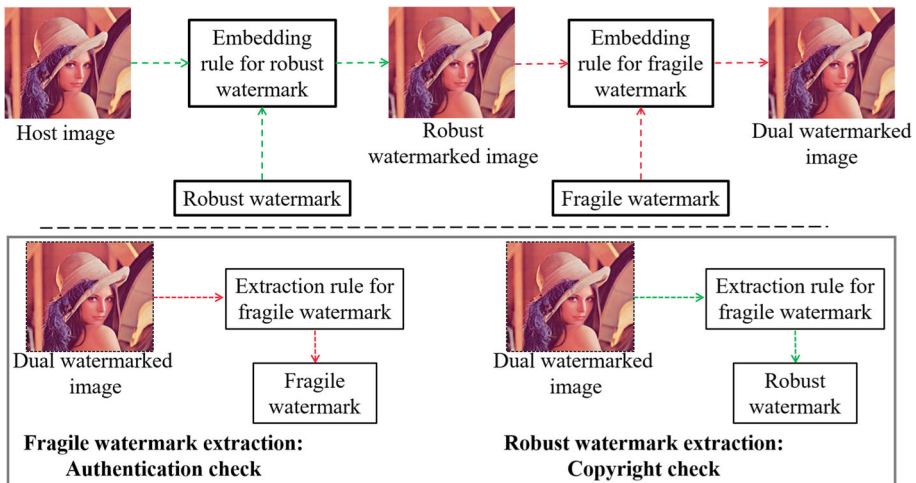 Host image
Embedding
rule for robust
watermark
Robust
watermarked image
Embedding
rule for fragile
watermark
Dual watermarked
image
Robust watermark
Fragile watermark
Dual watermarked
image
Extraction rule for
fragile watermark
Fragile
watermark
Fragile watermark extraction:
Authentication check
Dual watermarked
image
Extraction rule for
fragile watermark
Robust
watermark
Robust watermark extraction:
Copyright check